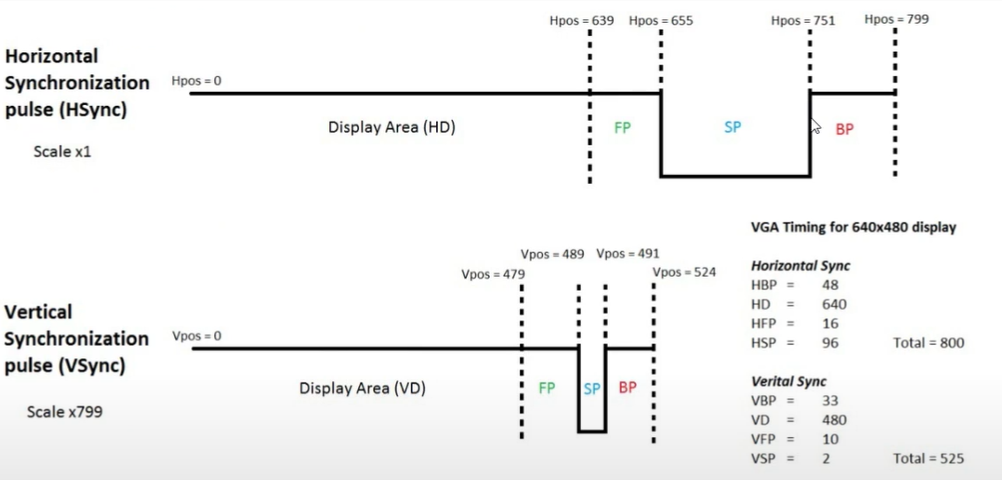 Horizontal
Synchronization
pulse (HSync)
Scale x1
Hpos = 0
Hpos = 639
Hpos = 655
Hpos = 751
Hpos = 799
Display Area (HD)
FP
SP
BP
Vertical
Synchronization
pulse (VSync)
Scale x799
Vpos = 0
Vpos = 479
Vpos = 489
Vpos = 491
Vpos = 524
Display Area (VD)
FP
SP
BP
VGA Timing for 640x480 display
Horizontal Sync
HBP = 48
HD = 640
HFP = 16
HSP = 96 Total = 800
Verital Sync
VBP = 33
VD = 480
VFP = 10
VSP = 2 Total = 525